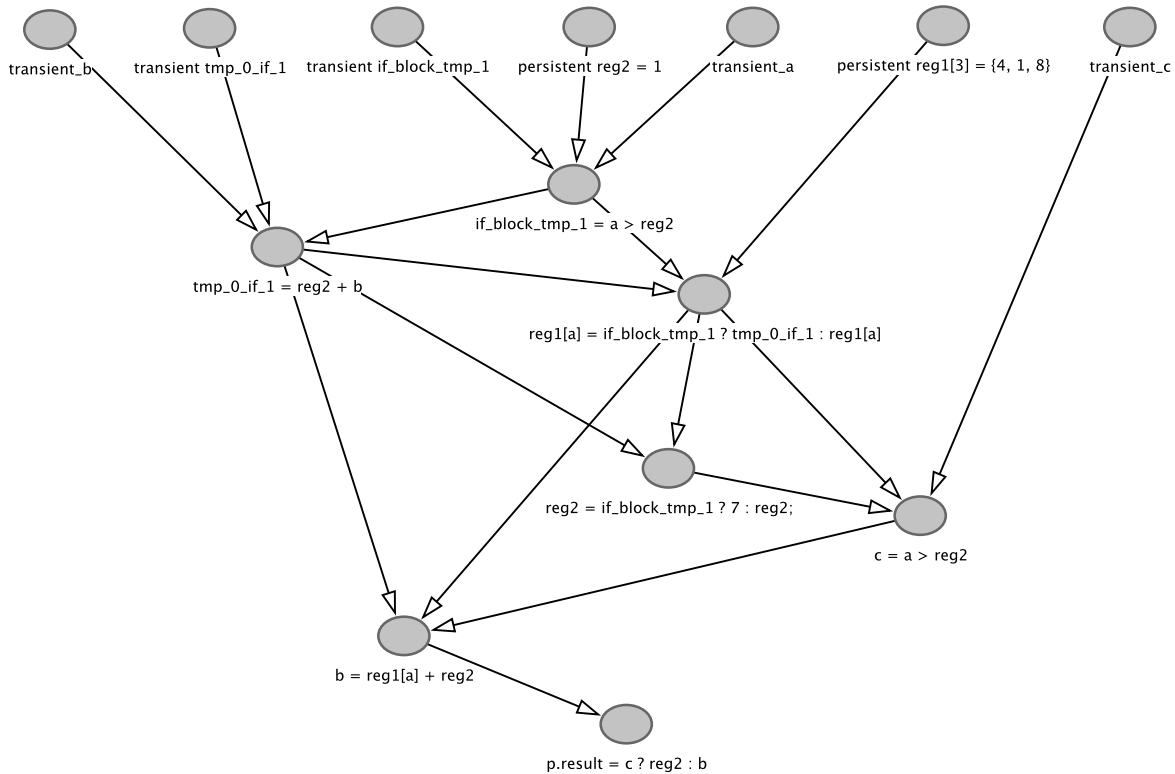 transient_b
transient tmp_0_if_1
transient if_block_tmp_1
persistent reg2 = 1
transient_a
persistent reg1[3] = {4, 1, 8}
transient_c
if_block_tmp_1 = a > reg2
tmp_0_if_1 = reg2 + b
reg1[a] = if_block_tmp_1 ? tmp_0_if_1 : reg1[a]
reg2 = if_block_tmp_1 ? 7 : reg2;
c = a > reg2
b = reg1[a] + reg2
p.result = c ? reg2 : b